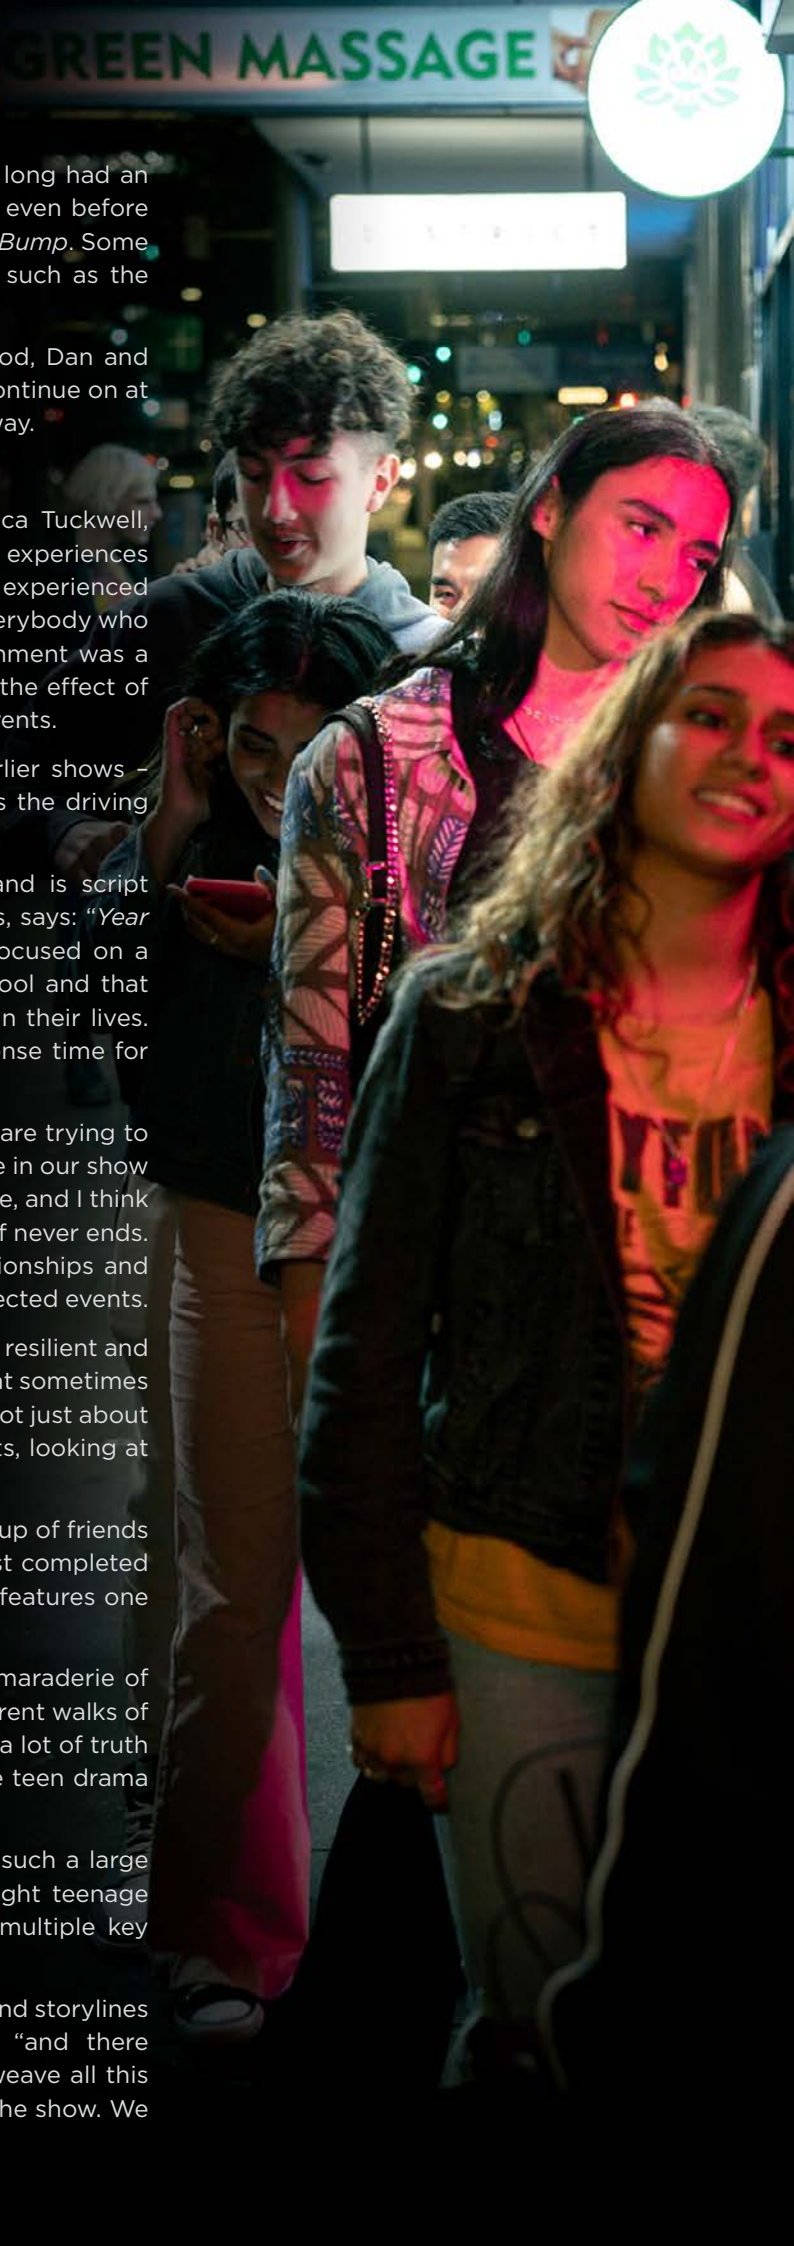 GREEN MASSAGE
long had an
even before
Bump. Some
such as the
od, Dan and
ontinue on at
vay.
ca Tuckwell,
experiences
experienced
erybody who
nment was a
the effect of
ents.
rlier shows –
s the driving
and is script
s, says: “Year
ocused on a
ool and that
n their lives.
ense time for
are trying to
e in our show
e, and I think
f never ends.
ionships and
ected events.
resilient and
at sometimes
ot just about
ts, looking at
up of friends
st completed
features one
maraderie of
rent walks of
a lot of truth
e teen drama
such a large
ght teenage
multiple key
nd storylines
“and there
weave all this
he show. We